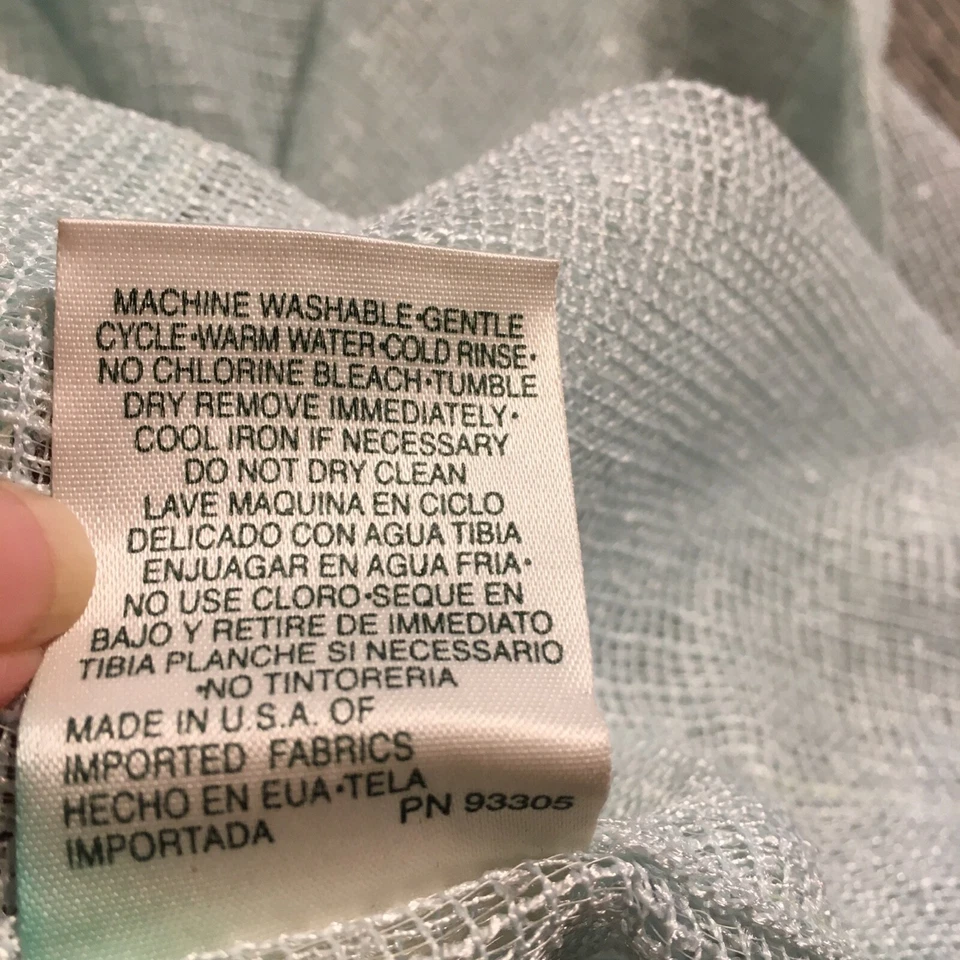 MACHINE WASHABLE•GENTLE
CYCLE•WARM WATER•COLD RINSE•
NO CHLORINE BLEACH•TUMBLE
DRY REMOVE IMMEDIATELY•
COOL IRON IF NECESSARY
DO NOT DRY CLEAN
LAVE MAQUINA EN CICLO
DELICADO CON AGUA TIBIA
ENJUAGAR EN AGUA FRIA•
NO USE CLORO•SEQUE EN
BAJO Y RETIRE DE IMMEDIATO
TIBIA PLANCHE SI NECESSARIO
•NO TINTORERIA
MADE IN U.S.A. OF
IMPORTED FABRICS
HECHO EN EUA•TELA
IMPORTADA
PN 93305